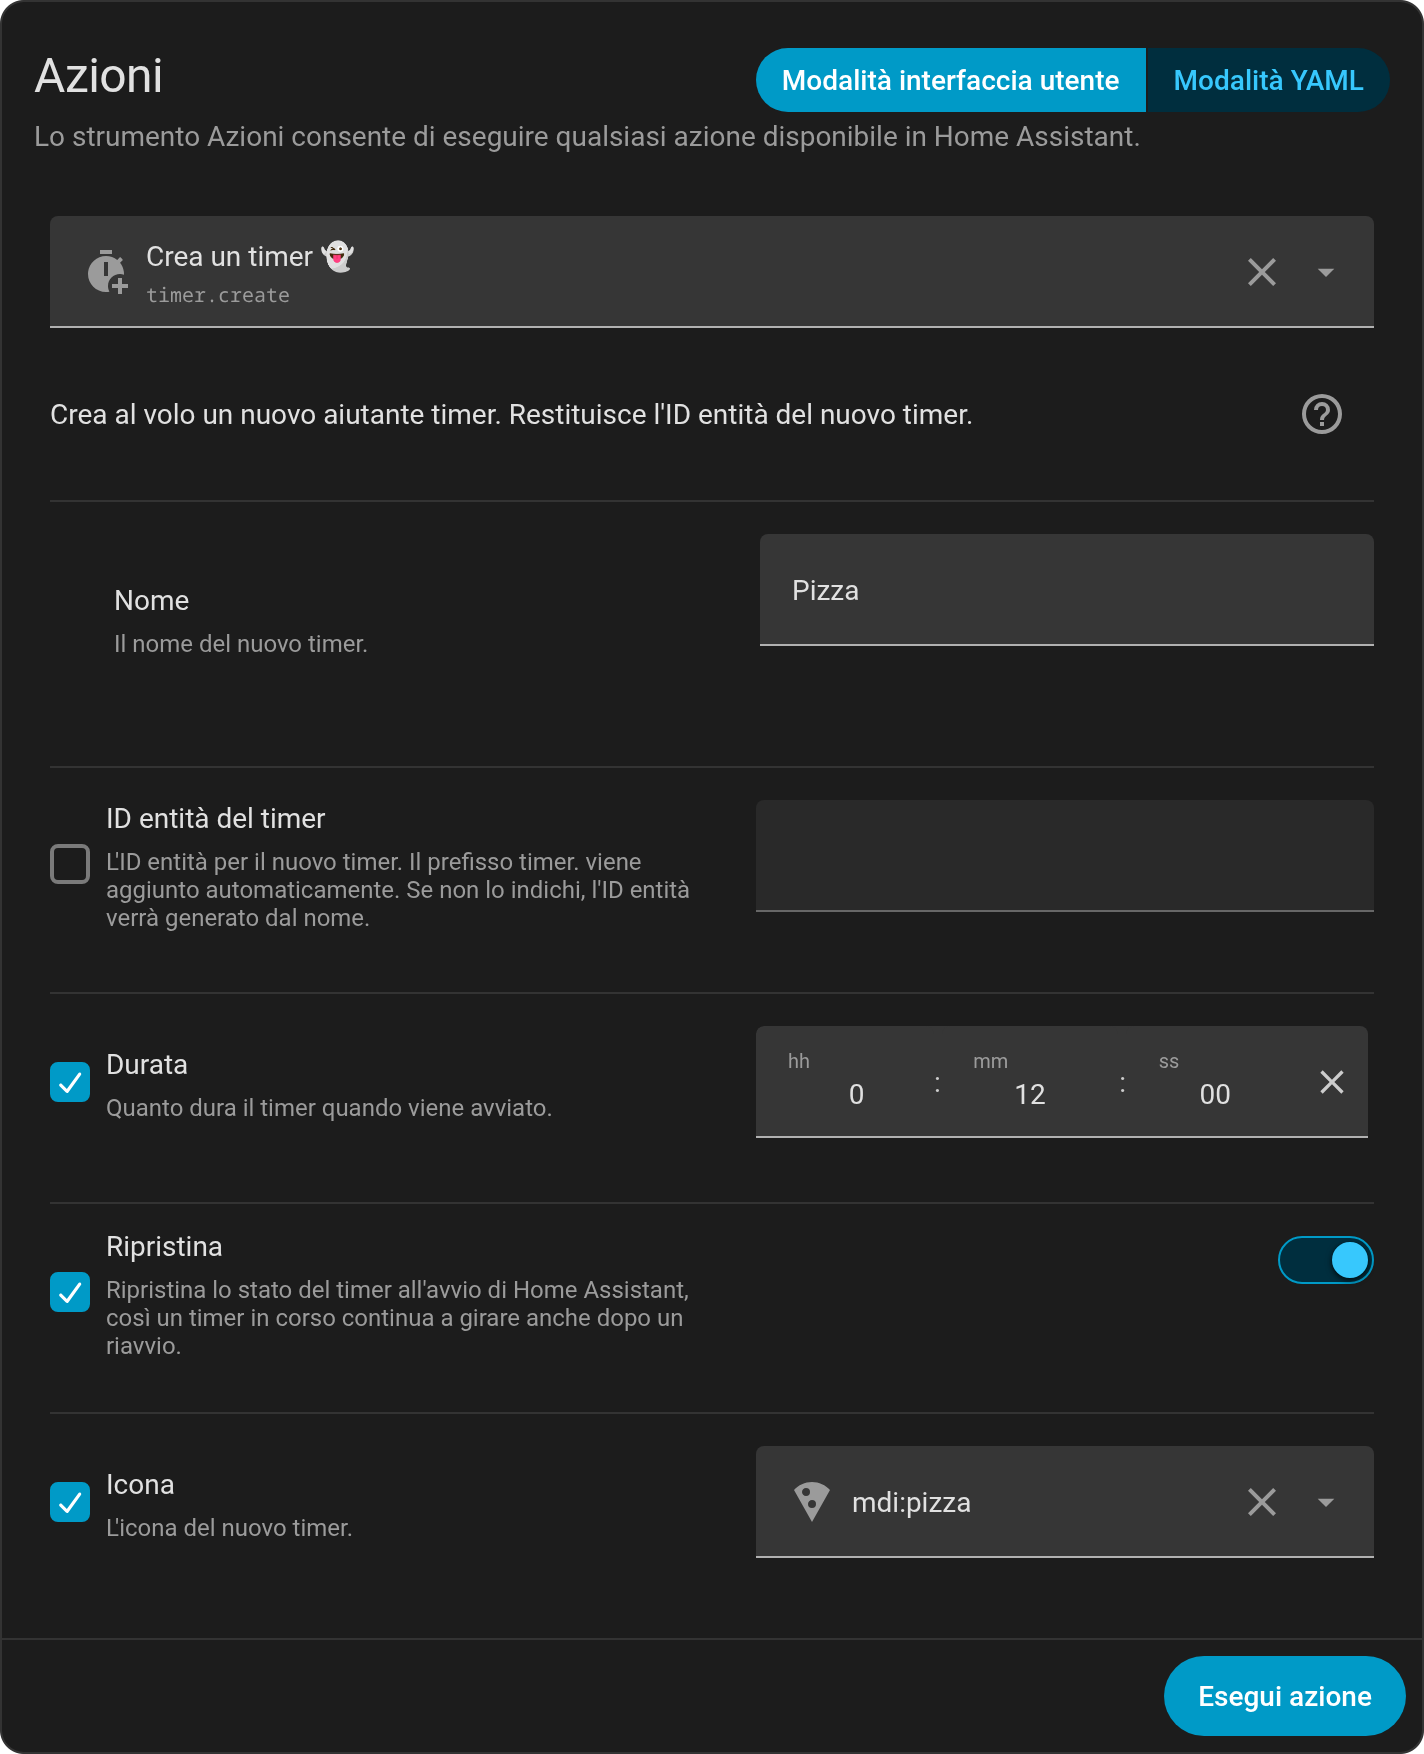 Azioni
Modalità interfaccia utente
Modalità YAML
Lo strumento Azioni consente di eseguire qualsiasi azione disponibile in Home Assistant.
Crea un timer 👻
timer.create
Crea al volo un nuovo aiutante timer. Restituisce l'ID entità del nuovo timer.
Nome
Il nome del nuovo timer.
Pizza
ID entità del timer
L'ID entità per il nuovo timer. Il prefisso timer. viene
aggiunto automaticamente. Se non lo indichi, l'ID entità
verrà generato dal nome.
Durata
Quanto dura il timer quando viene avviato.
hh mm ss
0 : 12 : 00
Ripristina
Ripristina lo stato del timer all'avvio di Home Assistant,
così un timer in corso continua a girare anche dopo un
riavvio.
Icona
L'icona del nuovo timer.
mdi:pizza
Esegui azione